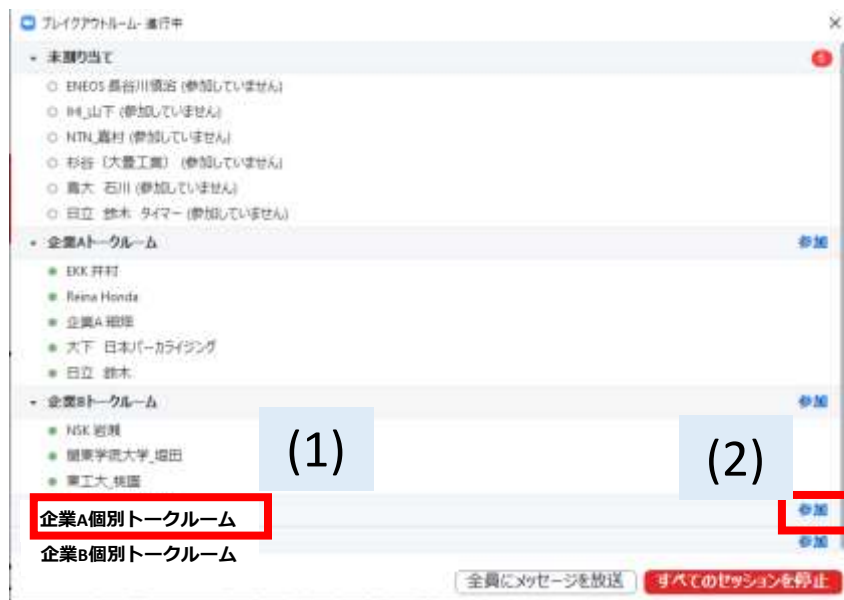 ブレイクアウトルーム - 進行中
未割り当て
ENEOS 長谷川 (参加していません)
IHI_山下 (参加していません)
NTN_嘉村 (参加していません)
杉谷（大豊工業） (参加していません)
農大 石川 (参加していません)
日立 鈴木 タイマー (参加していません)
企業Aトークルーム 参加
EKK 井村
Reina Honda
企業A
大下 日本パーカライジング
日立 鈴木
企業Bトークルーム 参加
NSK 岩瀬
関東学院大学_堀田
東工大_桃園
(1)
(2)
企業A個別トークルーム 参加
企業B個別トークルーム 参加
全員にメッセージを放送 すべてのセッションを停止